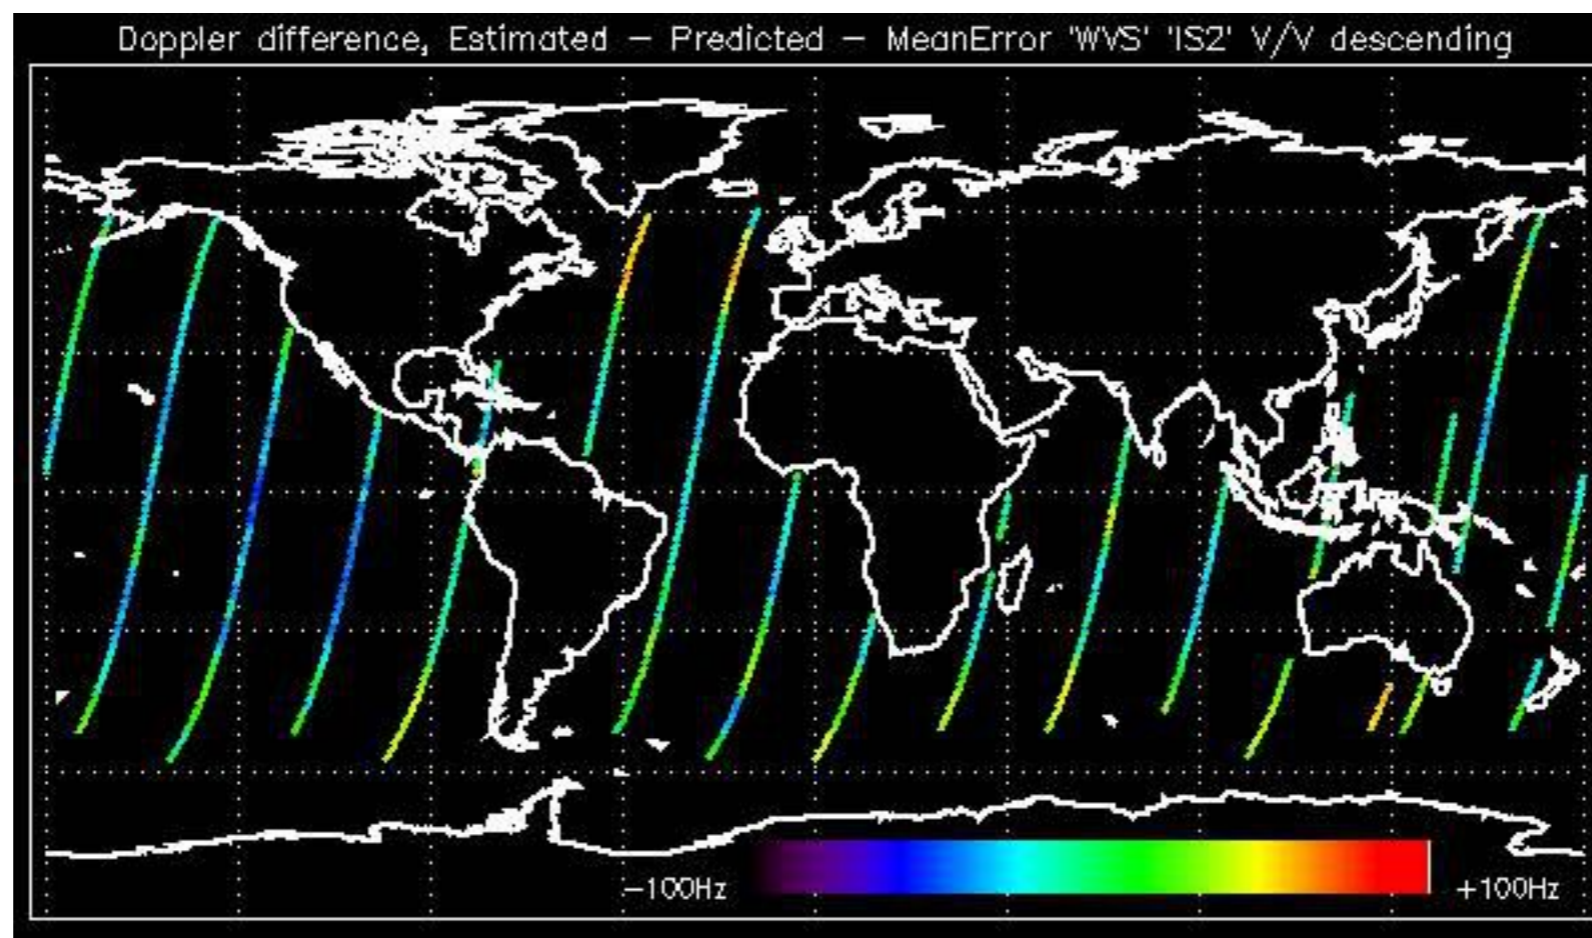 Doppler difference, Estimated – Predicted – MeanError 'WVS' 'IS2' V/V descending
–100Hz +100Hz